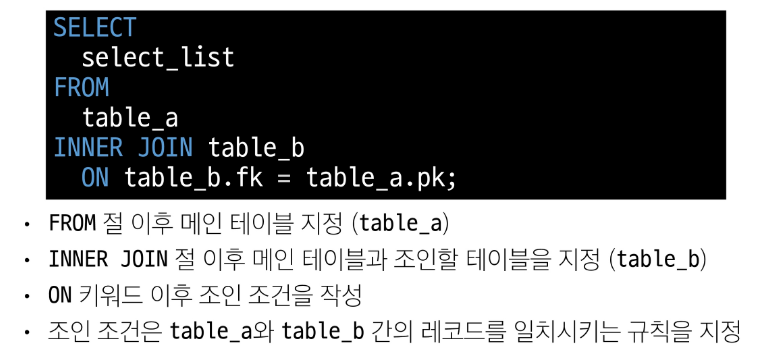 SELECT
select_list
FROM
table_a
INNER JOIN table_b
ON table_b.fk = table_a.pk;
• FROM 절 이후 메인 테이블 지정 (table_a)
• INNER JOIN 절 이후 메인 테이블과 조인할 테이블을 지정 (table_b)
• ON 키워드 이후 조인 조건을 작성
• 조인 조건은 table_a와 table_b 간의 레코드를 일치시키는 규칙을 지정